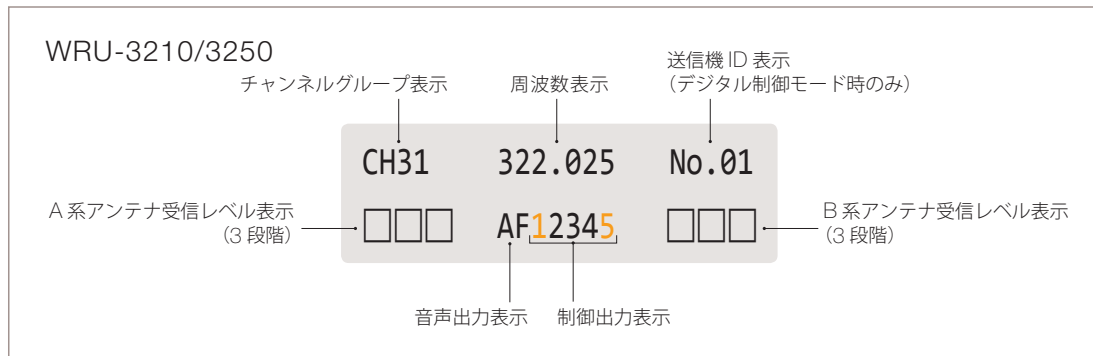 WRU-3210/3250
送信機 ID 表示
(デジタル制御モード時のみ)
チャンネルグループ表示
周波数表示
CH31 322.025 No.01
A 系アンテナ受信レベル表示
(3 段階)
□□□ AF12345 □□□
B 系アンテナ受信レベル表示
(3 段階)
音声出力表示
制御出力表示